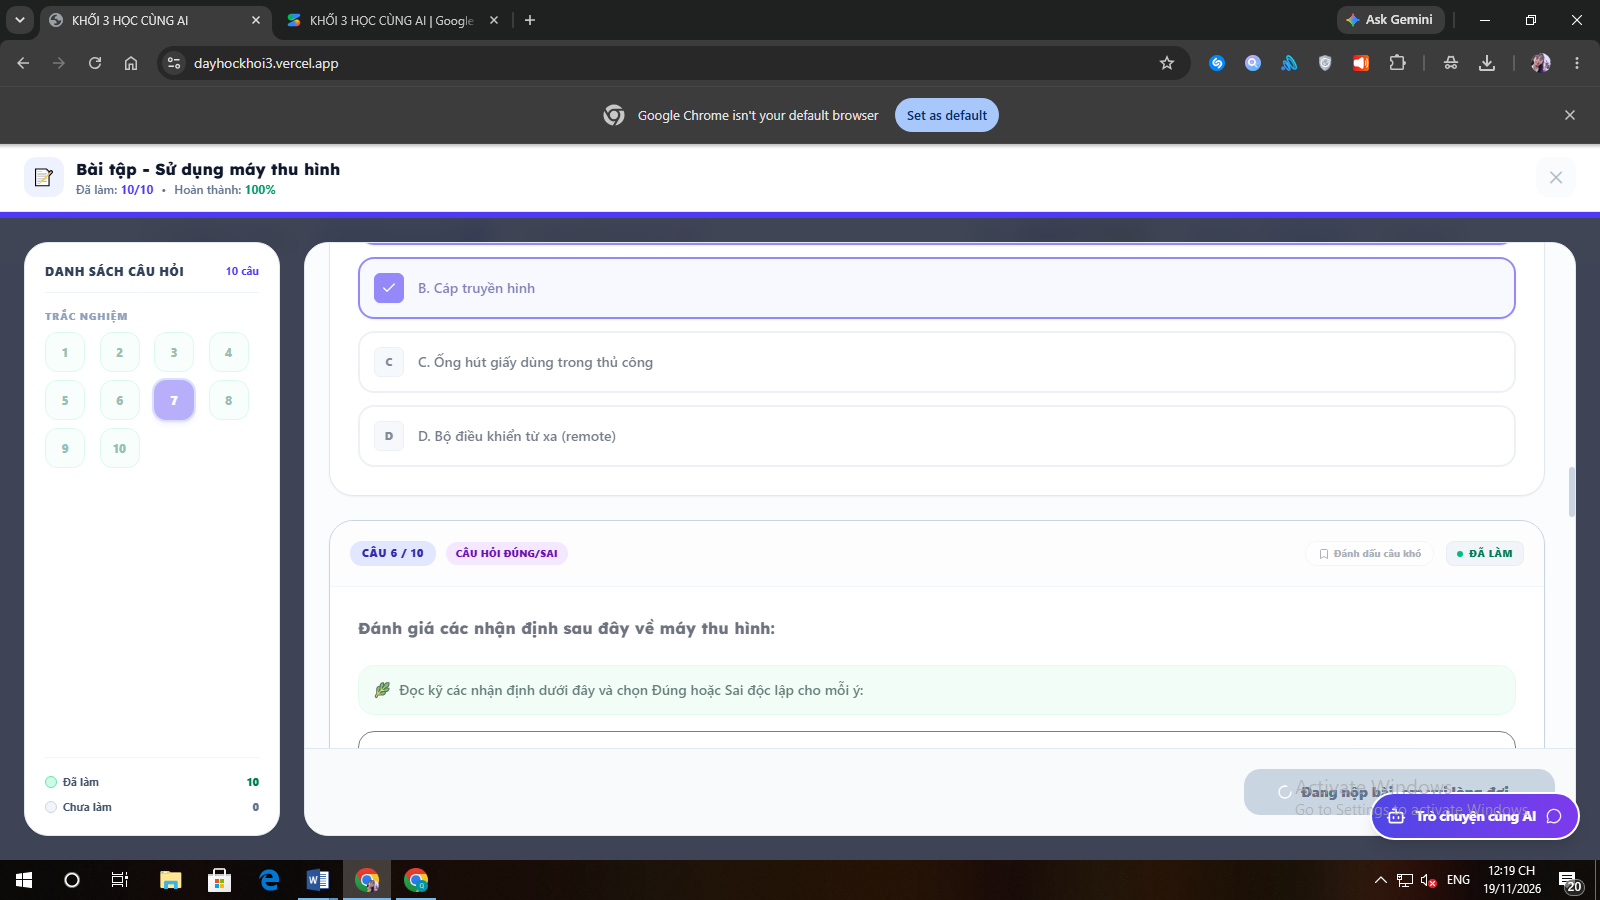 KHỐI 3 HỌC CÙNG AI
KHỐI 3 HỌC CÙNG AI | Google
Ask Gemini
dayhockhoi3.vercel.app
Google Chrome isn't your default browser
Set as default
Bài tập - Sử dụng máy thu hình
Đã làm: 10/10 • Hoàn thành: 100%
DANH SÁCH CÂU HỎI
10 câu
TRẮC NGHIỆM
1 2 3 4
5 6 7 8
9 10
Đã làm 10
Chưa làm 0
B. Cáp truyền hình
C C. Ống hút giấy dùng trong thủ công
D D. Bộ điều khiển từ xa (remote)
CÂU 6 / 10
CÂU HỎI ĐÚNG/SAI
Đánh dấu câu khó
ĐÃ LÀM
Đánh giá các nhận định sau đây về máy thu hình:
Đọc kỹ các nhận định dưới đây và chọn Đúng hoặc Sai độc lập cho mỗi ý:
Activate Windows
Đang nộp bài, vui lòng đợi
Go to Settings to activate Windows.
Trò chuyện cùng AI
ENG
12:19 CH
19/11/2026
20